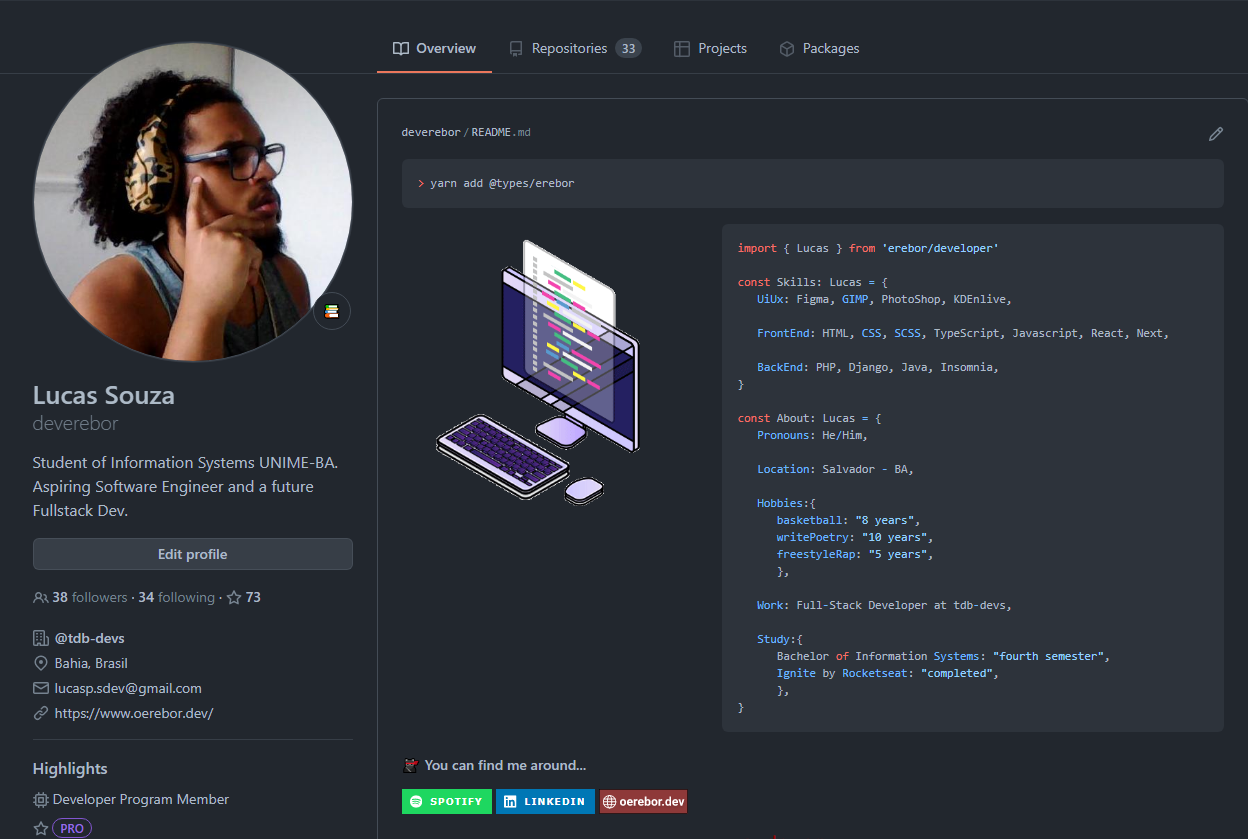 Overview
Repositories 33
Projects
Packages
Lucas Souza
deverebor
Student of Information Systems UNIME-BA.
Aspiring Software Engineer and a future
Fullstack Dev.
Edit profile
38 followers · 34 following · 73
@tdb-devs
Bahia, Brasil
lucasp.sdev@gmail.com
https://www.oerebor.dev/
Highlights
Developer Program Member
PRO
deverebor/README.md
> yarn add @types/erebor
import { Lucas } from 'erebor/developer'
const Skills: Lucas = {
UiUx: Figma, GIMP, PhotoShop, KDEnlive,
FrontEnd: HTML, CSS, SCSS, TypeScript, Javascript, React, Next,
BackEnd: PHP, Django, Java, Insomnia,
}
const About: Lucas = {
Pronouns: He/Him,
Location: Salvador - BA,
Hobbies:{
basketball: "8 years",
writePoetry: "10 years",
freestyleRap: "5 years",
},
Work: Full-Stack Developer at tdb-devs,
Study:{
Bachelor of Information Systems: "fourth semester",
Ignite by Rocketseat: "completed",
},
}
You can find me around...
SPOTIFY
LINKEDIN
oerebor.dev